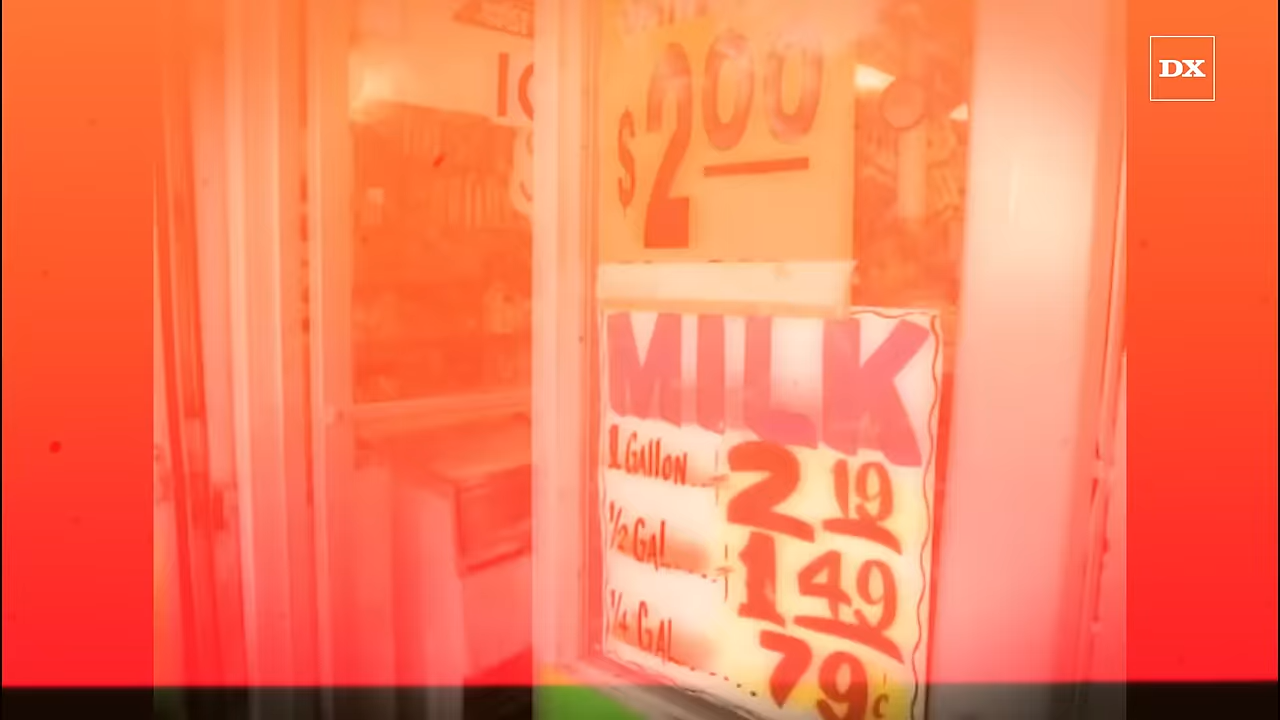 DX
$2.00
MILK
1 GALLON 2 19
1/2 GAL 1 49
1/4 GAL 79¢